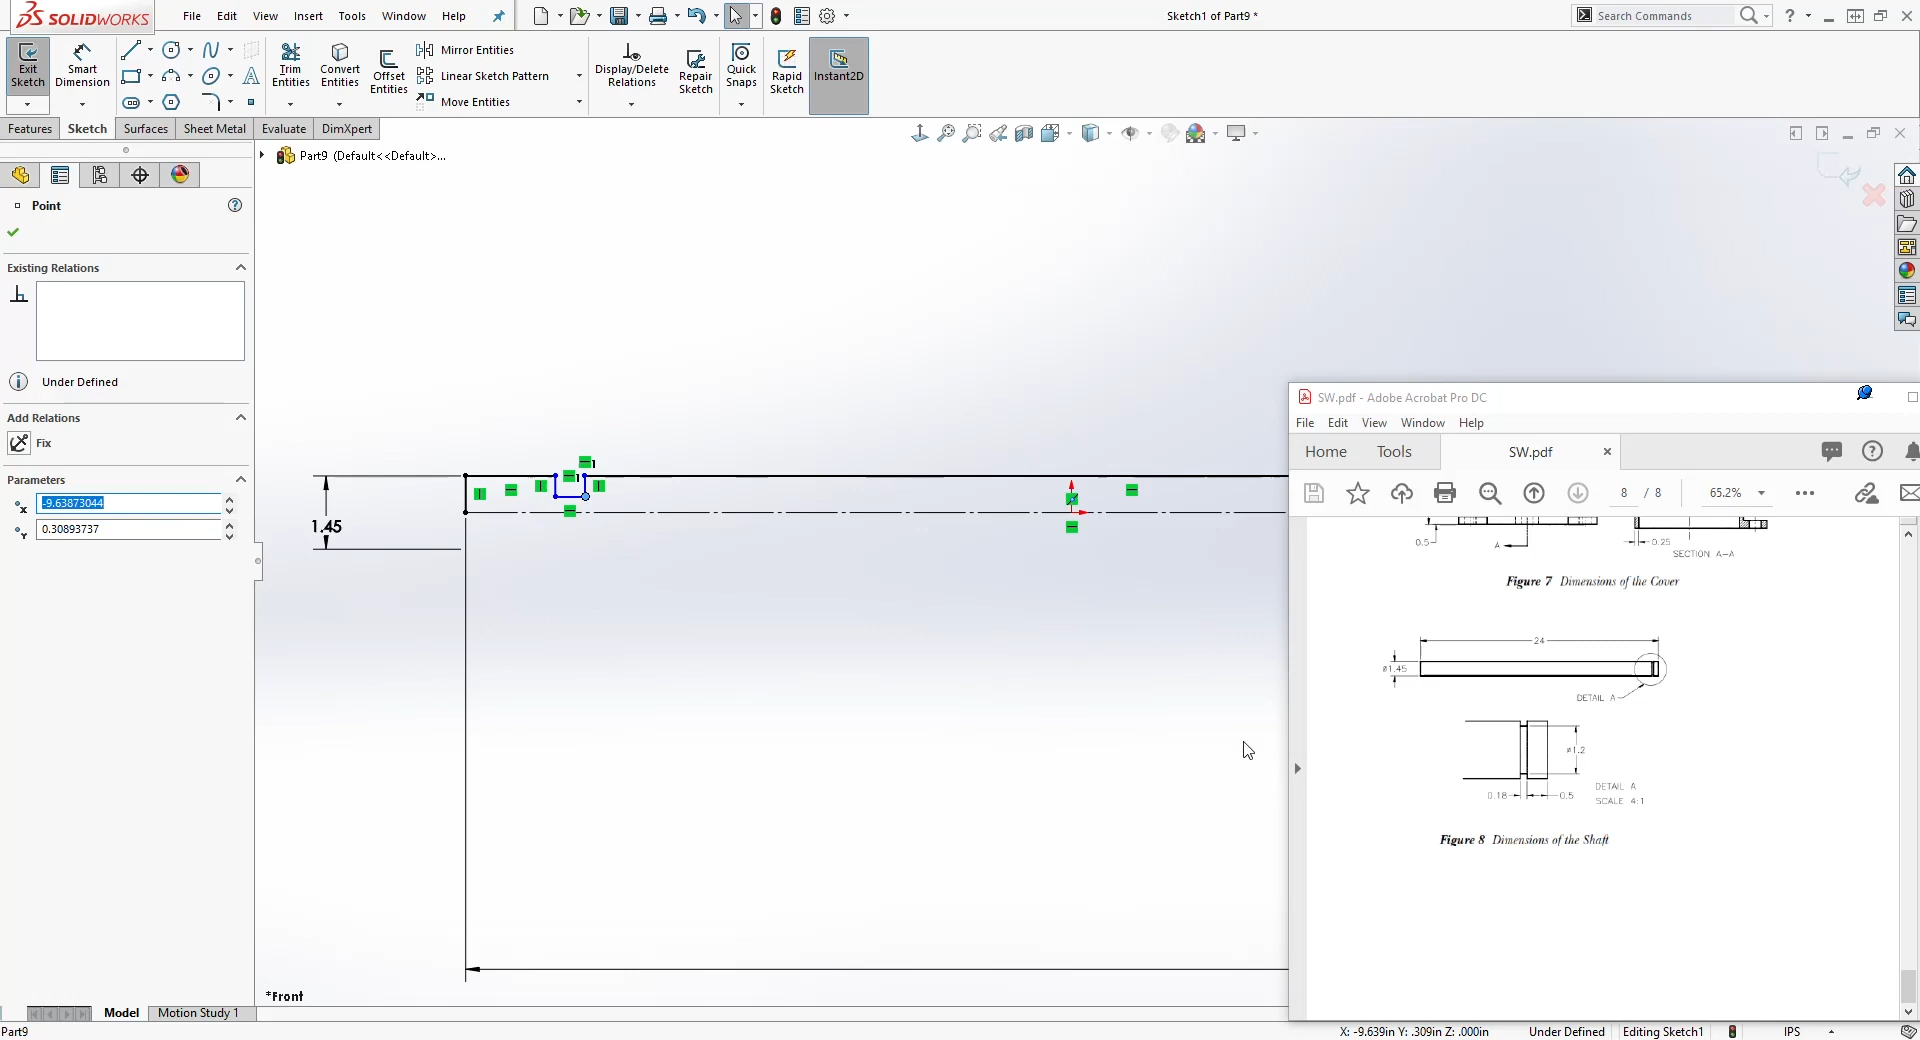 SOLIDWORKS
File Edit View Insert Tools Window Help
Sketch1 of Part9 *
Search Commands
Exit Sketch
Smart Dimension
Trim Entities
Convert Entities
Offset Entities
Mirror Entities
Linear Sketch Pattern
Move Entities
Display/Delete Relations
Repair Sketch
Quick Snaps
Rapid Sketch
Instant2D
Features Sketch Surfaces Sheet Metal Evaluate DimXpert
Part9 (Default<<Default>...
Point
Existing Relations
Under Defined
Add Relations
Fix
Parameters
-9.63873044
0.30893737
1.45
1
1
*Front
SW.pdf - Adobe Acrobat Pro DC
File Edit View Window Help
Home Tools SW.pdf
8 / 8 65.2%
0.5
A
0.25
SECTION A-A
Figure 7 Dimensions of the Cover
24
ø1.45
DETAIL A
ø1.2
DETAIL A
SCALE 4:1
0.18
0.5
Figure 8 Dimensions of the Shaft
Model Motion Study 1
Part9
X: -9.639in Y: .309in Z: .000in Under Defined Editing Sketch1 IPS